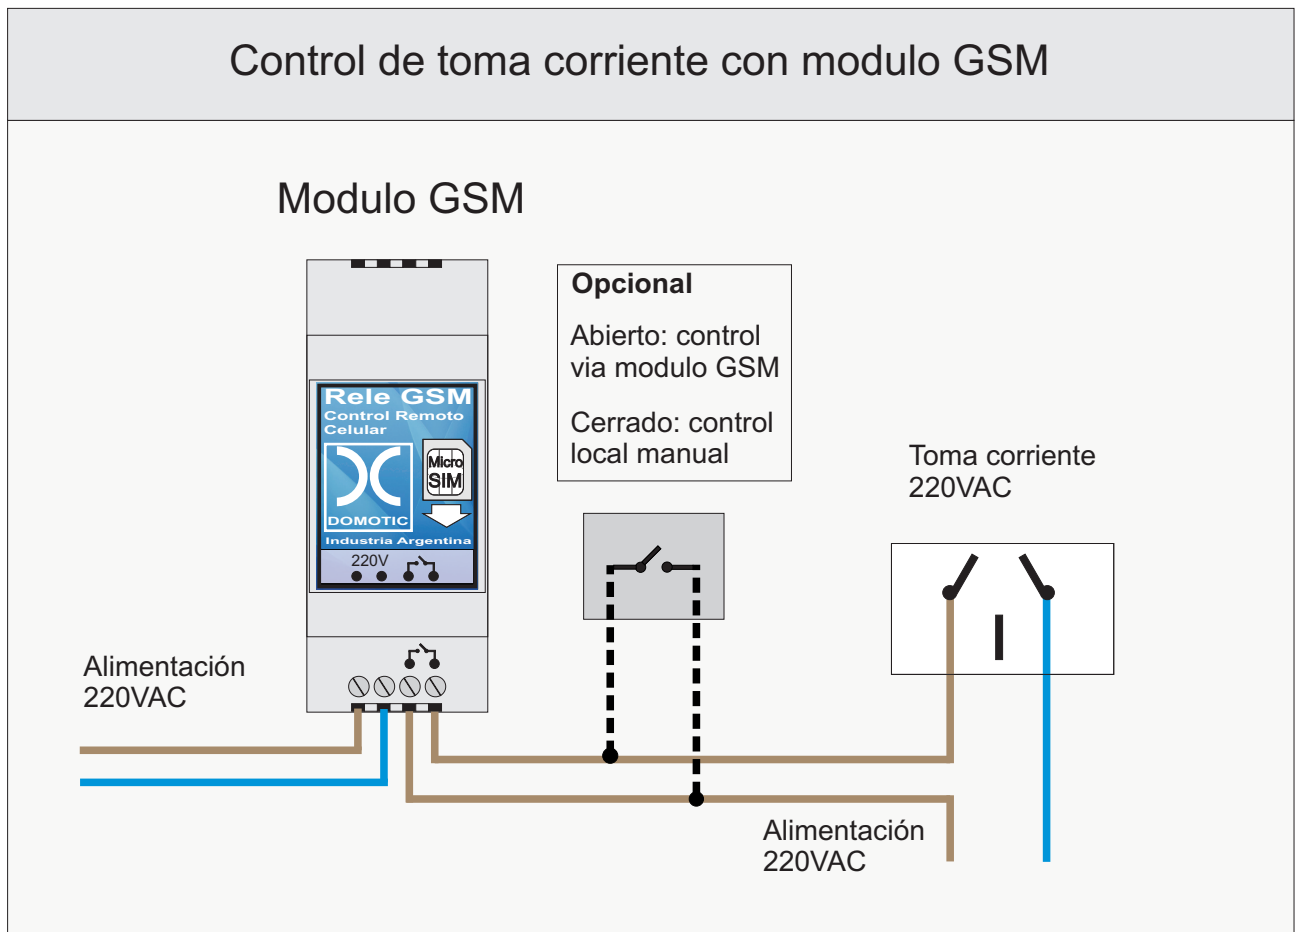 Control de toma corriente con modulo GSM
Modulo GSM
Opcional
Abierto: control
via modulo GSM
Cerrado: control
local manual
Rele GSM
Control Remoto
Celular
Micro
SIM
DOMOTIC
Industria Argentina
220V
Toma corriente
220VAC
Alimentación
220VAC
Alimentación
220VAC